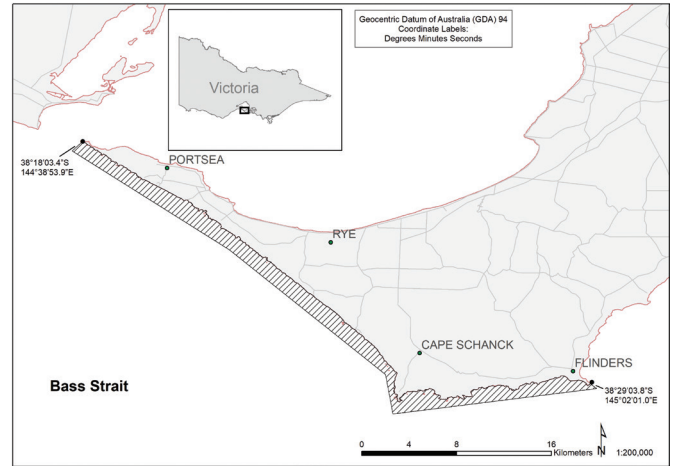 Geocentric Datum of Australia (GDA) 94
Coordinate Labels:
Degrees Minutes Seconds
Victoria
38°18'03.4"S
144°38'53.9"E
PORTSEA
RYE
CAPE SCHANCK
FLINDERS
38°29'03.8"S
145°02'01.0"E
Bass Strait
0 4 8 16
Kilometers N 1:200,000